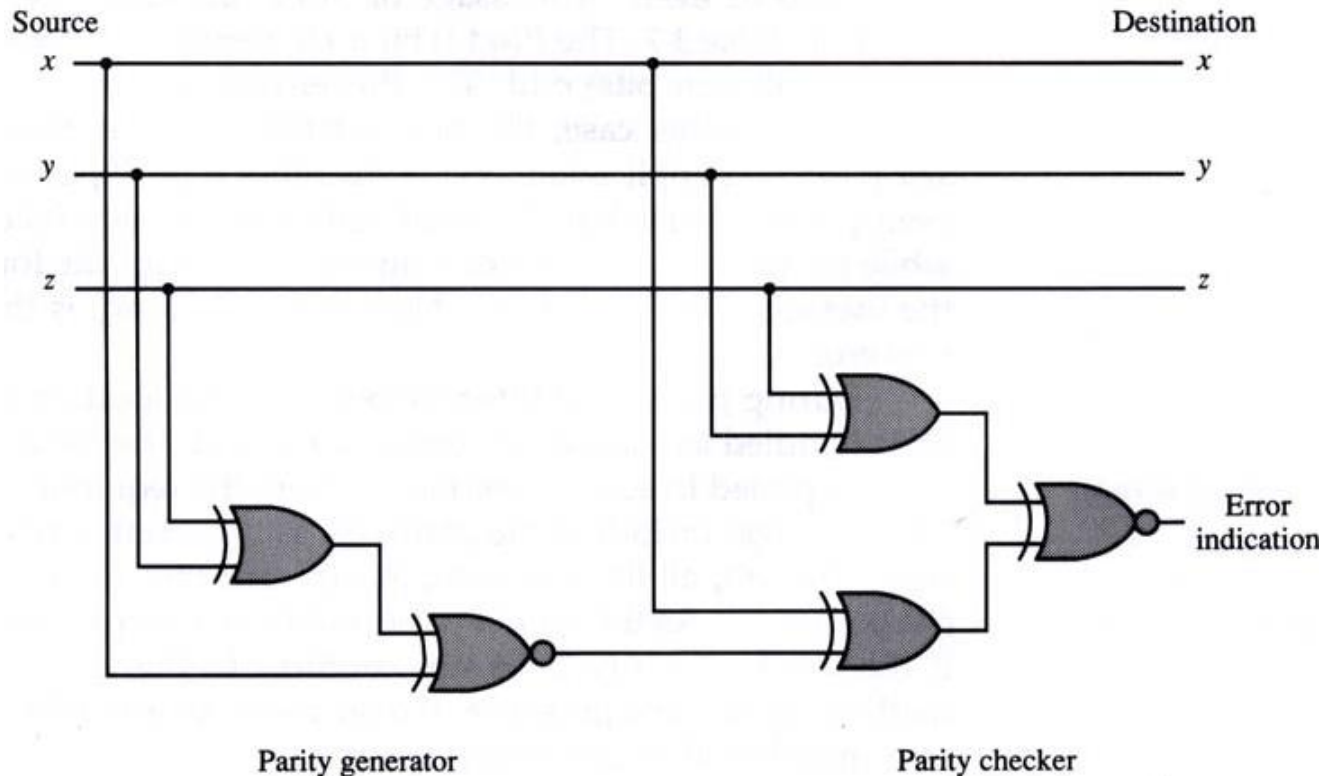 Source
Destination
x
x
y
y
z
z
Error
indication
Parity generator
Parity checker